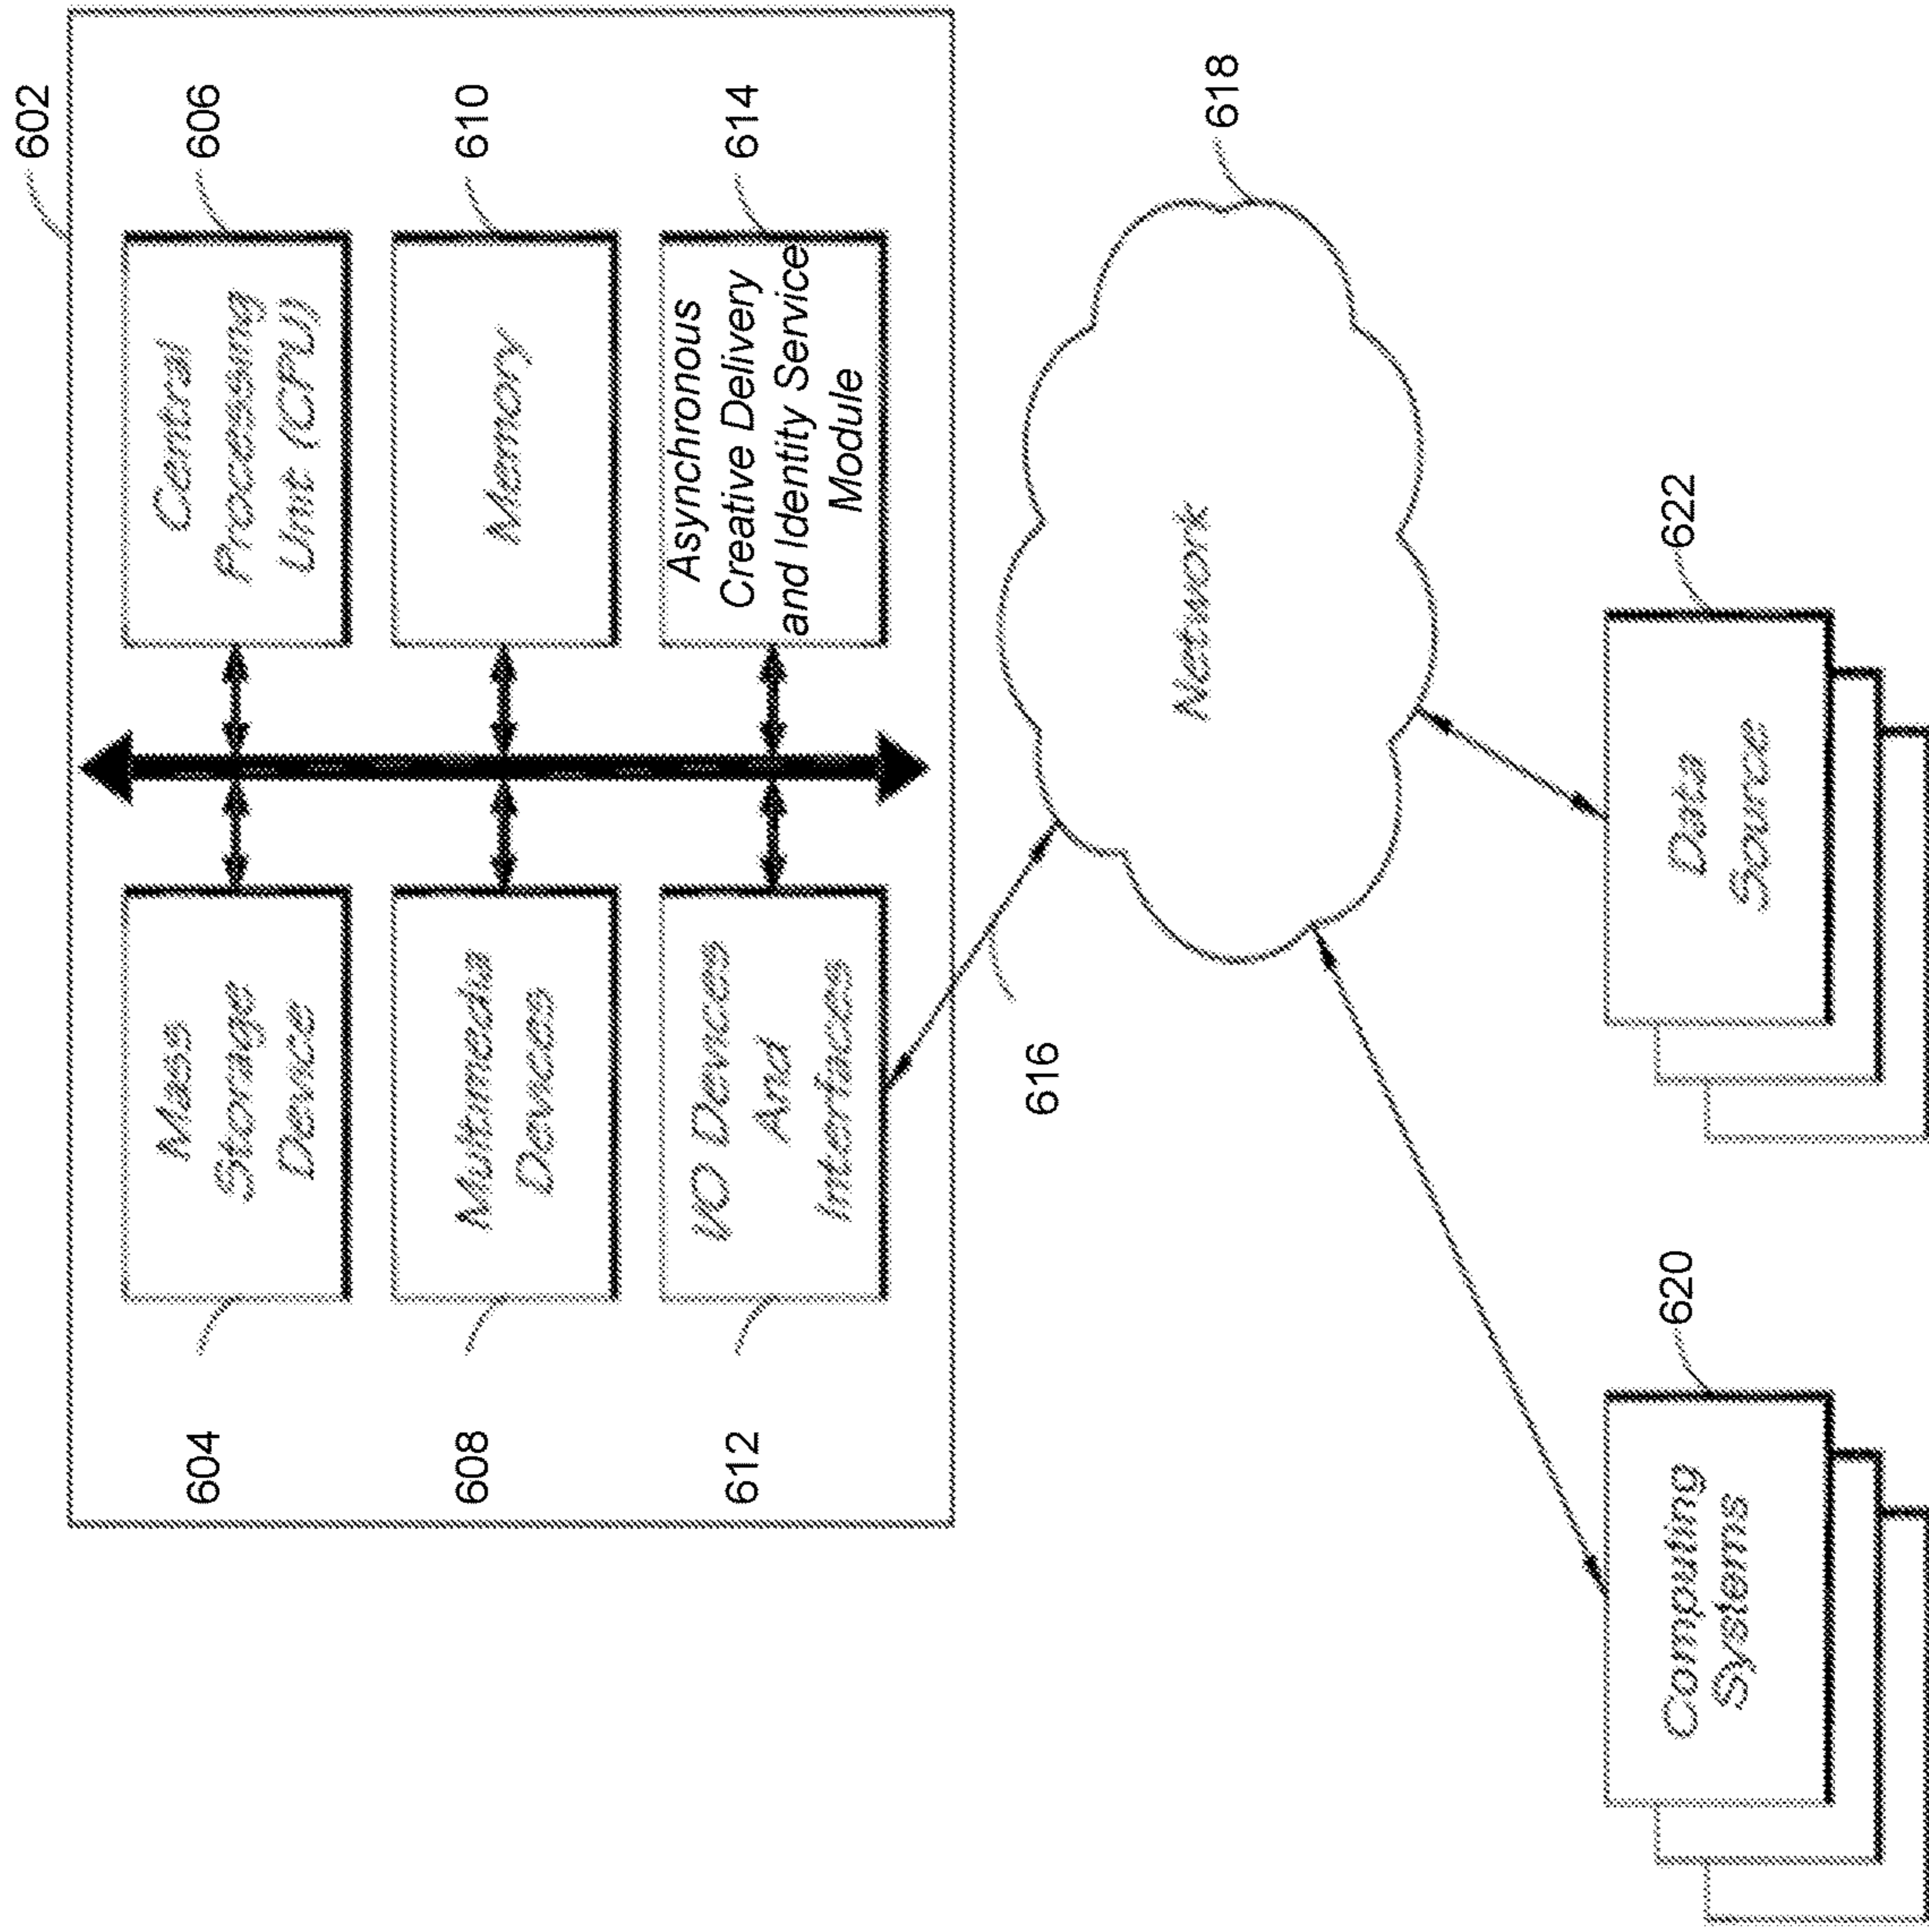 602
604
Mass
Storage
Device
Central
Processing
Unit (CPU)
606
608
Multimedia
Devices
Memory
610
612
I/O Devices
And
Interfaces
Asynchronous
Creative Delivery
and Identity Service
Module
614
616
Network
618
620
Computing
Systems
622
Data
Source